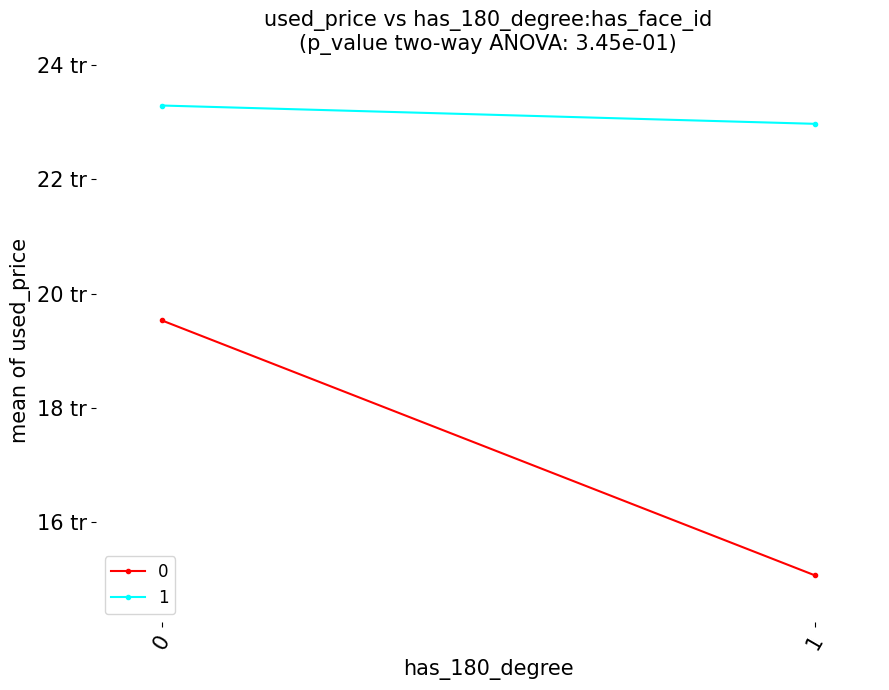 used_price vs has_180_degree:has_face_id
(p_value two-way ANOVA: 3.45e-01)
24 tr
22 tr
20 tr
18 tr
16 tr
mean of used_price
0
1
0
1
has_180_degree